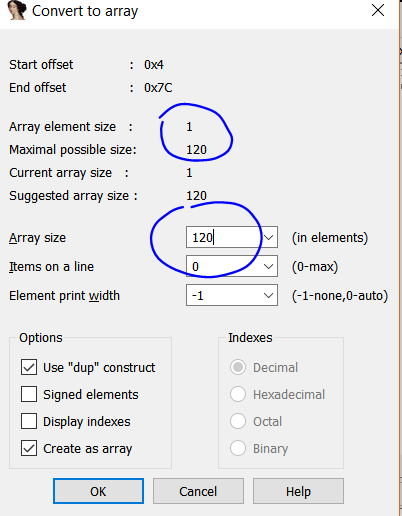 Convert to array
Start offset : 0x4
End offset : 0x7C
Array element size : 1
Maximal possible size: 120
Current array size : 1
Suggested array size : 120
Array size 120 (in elements)
Items on a line 0 (0-max)
Element print width -1 (-1-none,0-auto)
Options Indexes
Use "dup" construct Decimal
Signed elements Hexadecimal
Display indexes Octal
Create as array Binary
OK Cancel Help